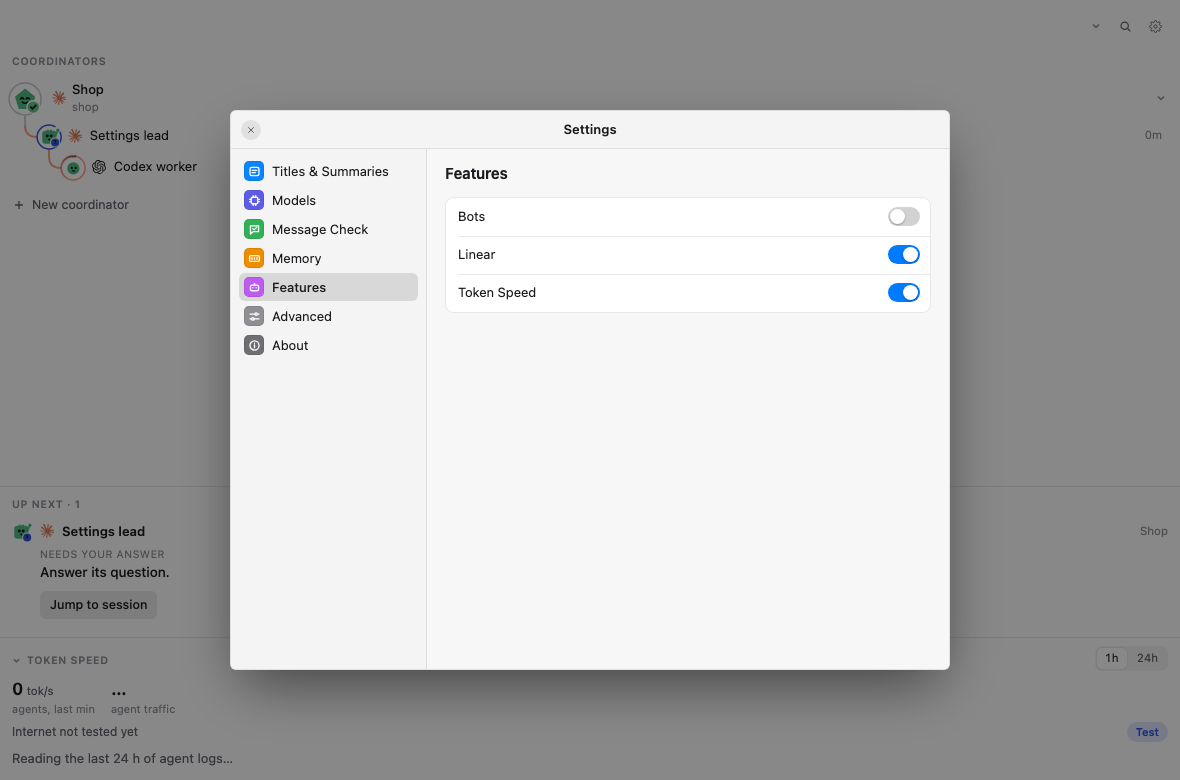 COORDINATORS
Shop
shop
Settings lead
0m
Codex worker
New coordinator
Settings
Titles & Summaries
Models
Message Check
Memory
Features
Advanced
About
Features
Bots
Linear
Token Speed
UP NEXT · 1
Settings lead
Shop
NEEDS YOUR ANSWER
Answer its question.
Jump to session
TOKEN SPEED
1h
24h
0 tok/s
...
agents, last min
agent traffic
Internet not tested yet
Test
Reading the last 24 h of agent logs...